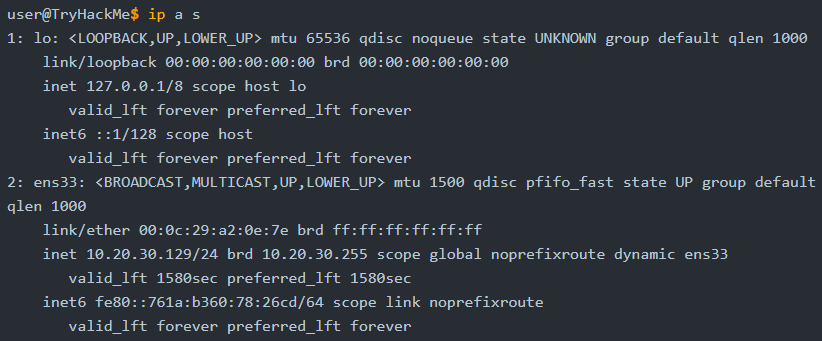 user@TryHackMe$ ip a s
1: lo: <LOOPBACK,UP,LOWER_UP> mtu 65536 qdisc noqueue state UNKNOWN group default qlen 1000
link/loopback 00:00:00:00:00:00 brd 00:00:00:00:00:00
inet 127.0.0.1/8 scope host lo
valid_lft forever preferred_lft forever
inet6 ::1/128 scope host
valid_lft forever preferred_lft forever
2: ens33: <BROADCAST,MULTICAST,UP,LOWER_UP> mtu 1500 qdisc pfifo_fast state UP group default
qlen 1000
link/ether 00:0c:29:a2:0e:7e brd ff:ff:ff:ff:ff:ff
inet 10.20.30.129/24 brd 10.20.30.255 scope global noprefixroute dynamic ens33
valid_lft 1580sec preferred_lft 1580sec
inet6 fe80::761a:b360:78:26cd/64 scope link noprefixroute
valid_lft forever preferred_lft forever